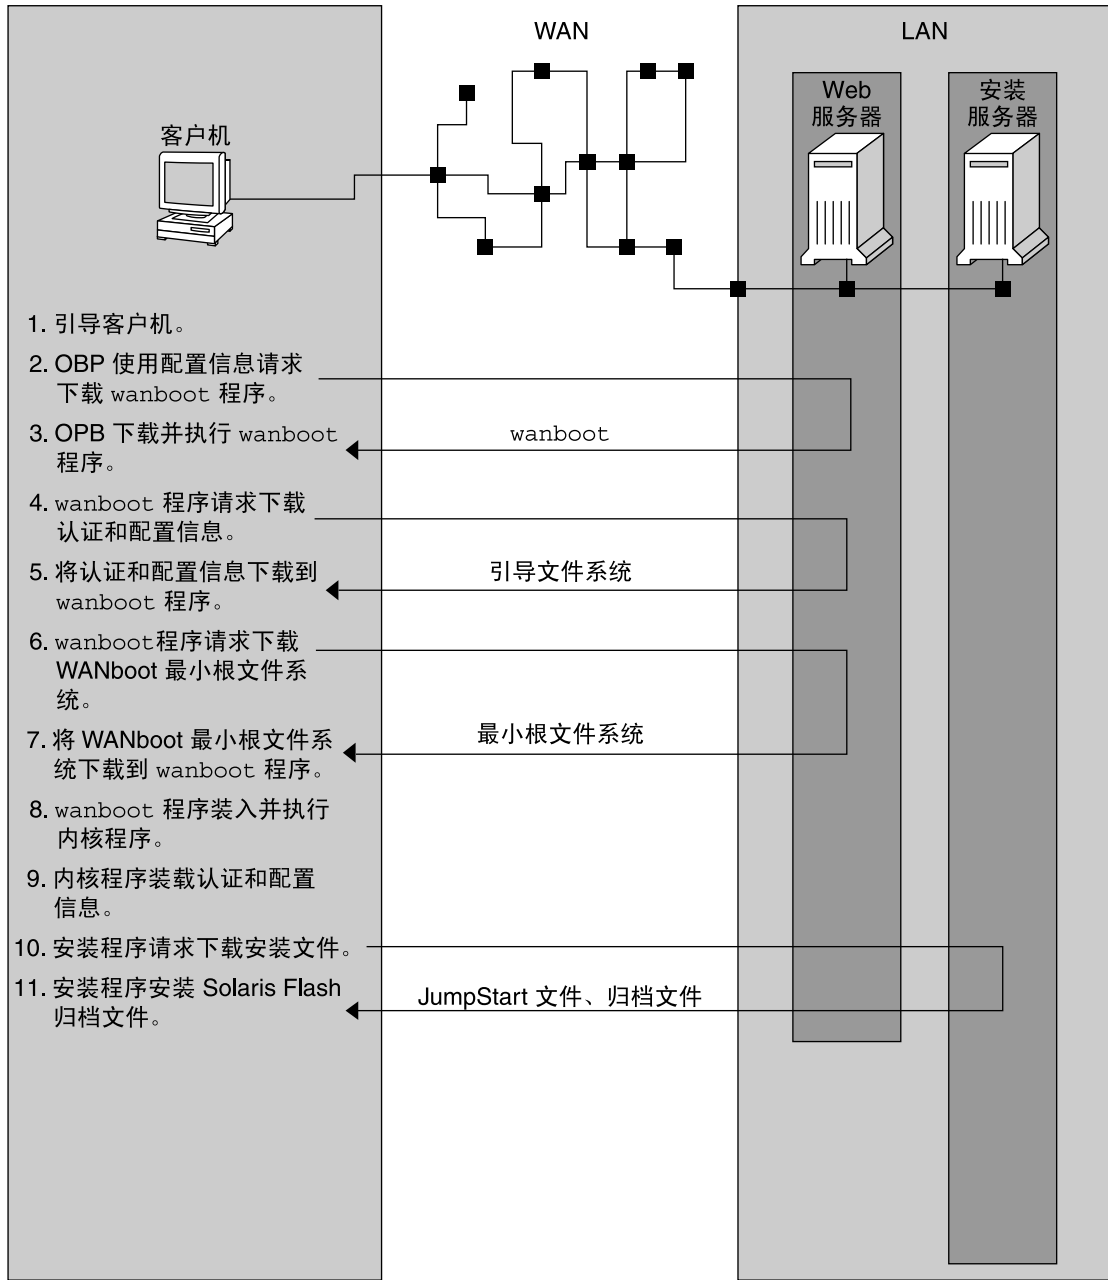 WAN
LAN
Web
服务器
安装
服务器
客户机
1. 引导客户机。
2. OBP 使用配置信息请求
下载 wanboot 程序。
3. OPB 下载并执行 wanboot
程序。
wanboot
4. wanboot 程序请求下载
认证和配置信息。
5. 将认证和配置信息下载到
wanboot 程序。
引导文件系统
6. wanboot程序请求下载
WANboot 最小根文件系
统。
7. 将 WANboot 最小根文件系
统下载到 wanboot 程序。
最小根文件系统
8. wanboot 程序装入并执行
内核程序。
9. 内核程序装载认证和配置
信息。
10. 安装程序请求下载安装文件。
11. 安装程序安装 Solaris Flash
归档文件。
JumpStart 文件、归档文件